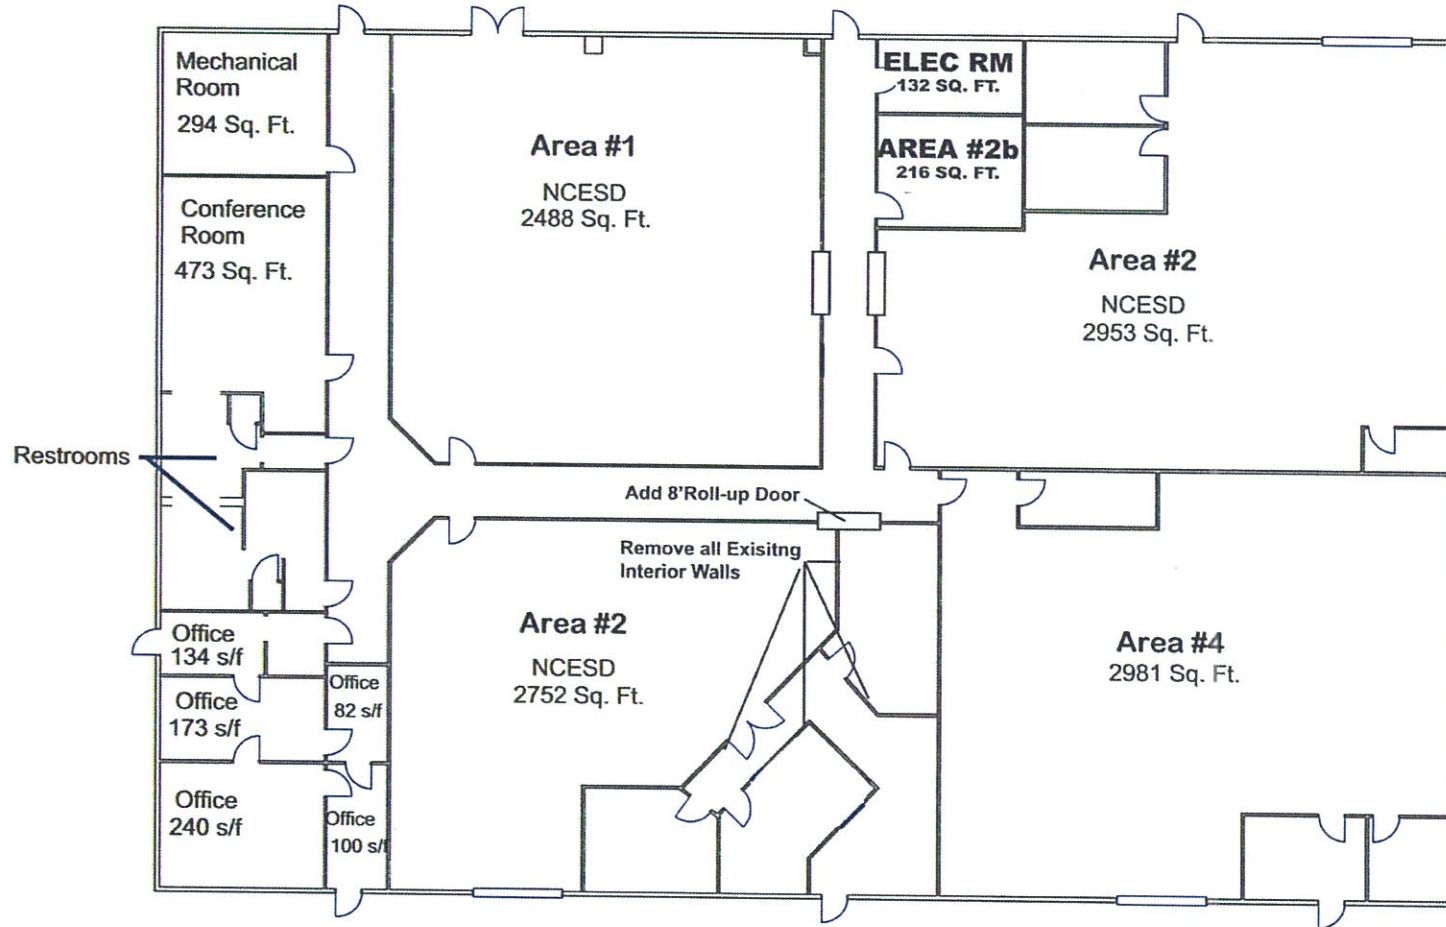 Mechanical
Room
294 Sq. Ft.
Conference
Room
473 Sq. Ft.
Restrooms
Office
134 s/f
Office
173 s/f
Office
240 s/f
Office
82 s/f
Office
100 s/f
Area #1
NCESD
2488 Sq. Ft.
ELEC RM
132 SQ. FT.
AREA #2b
216 SQ. FT.
Area #2
NCESD
2953 Sq. Ft.
Add 8'Roll-up Door
Remove all Exisitng
Interior Walls
Area #2
NCESD
2752 Sq. Ft.
Area #4
2981 Sq. Ft.